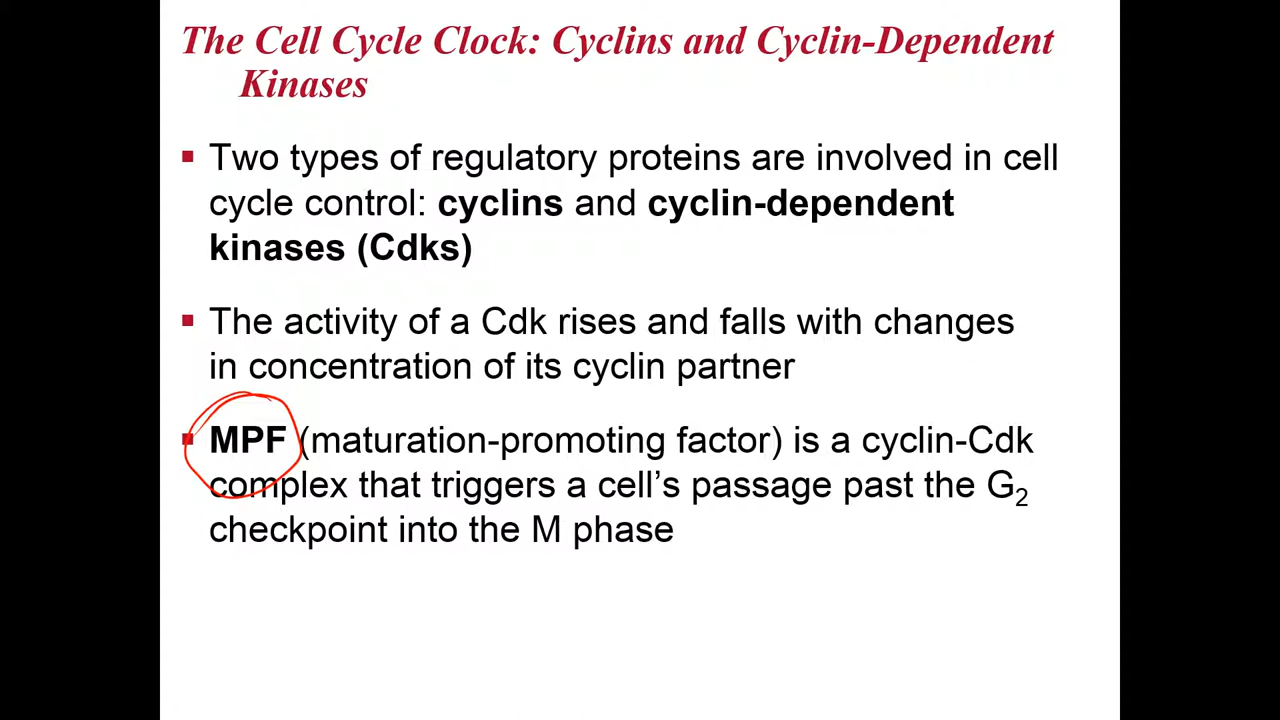 The Cell Cycle Clock: Cyclins and Cyclin-Dependent
Kinases
▪ Two types of regulatory proteins are involved in cell
cycle control: cyclins and cyclin-dependent
kinases (Cdks)
▪ The activity of a Cdk rises and falls with changes
in concentration of its cyclin partner
▪ MPF (maturation-promoting factor) is a cyclin-Cdk
complex that triggers a cell’s passage past the G₂
checkpoint into the M phase